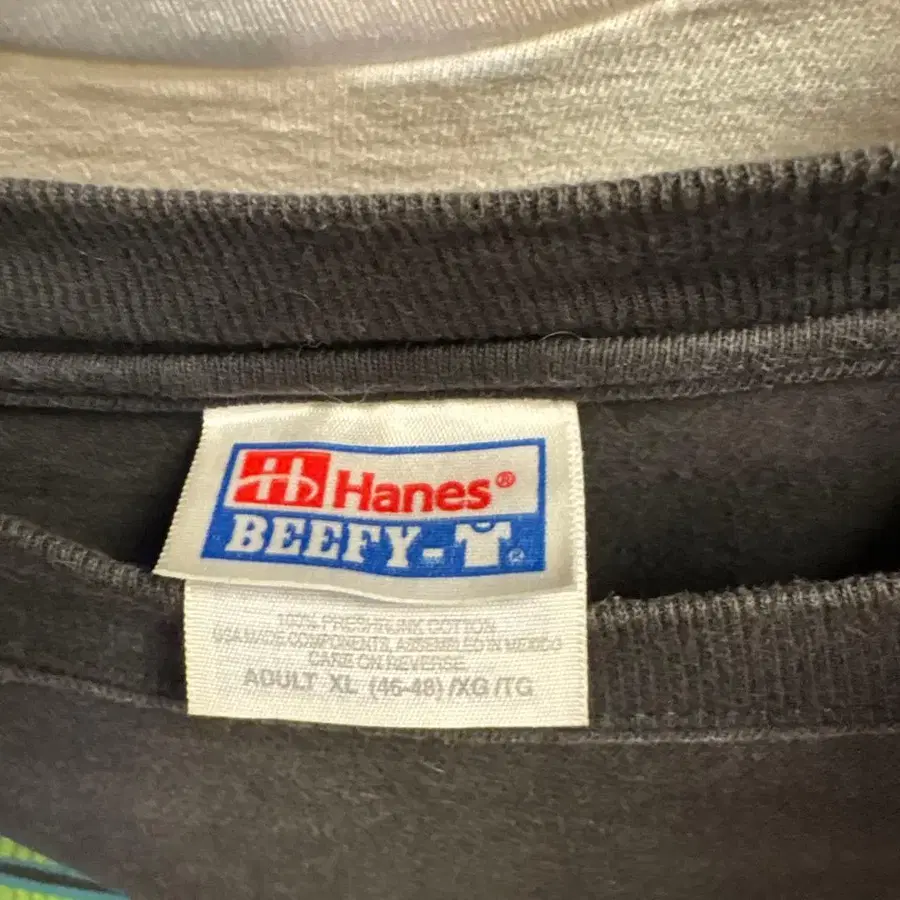 Hanes®
BEEFY-T®
100% PRESHRUNK COTTON
USA MADE COMPONENTS, ASSEMBLED IN MEXICO
CARE ON REVERSE.
ADULT XL (46-48) /XG /TG